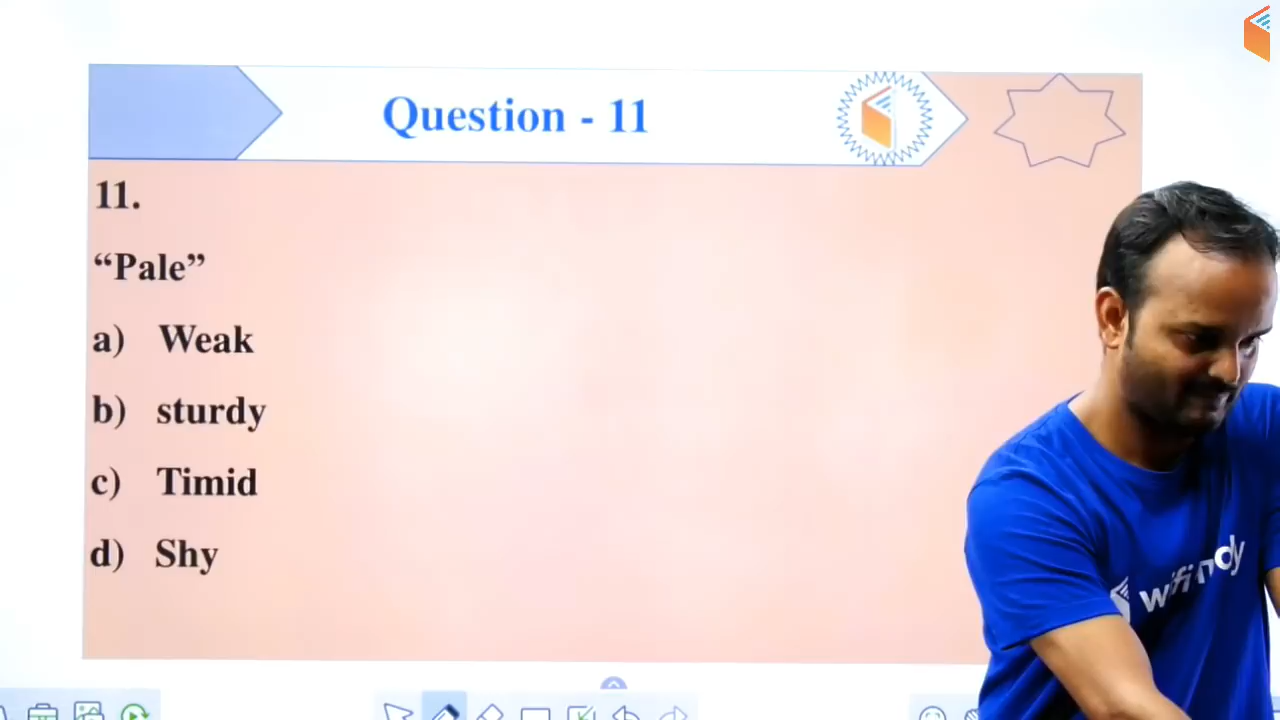 Question - 11
11.
“Pale”
a) Weak
b) sturdy
c) Timid
d) Shy